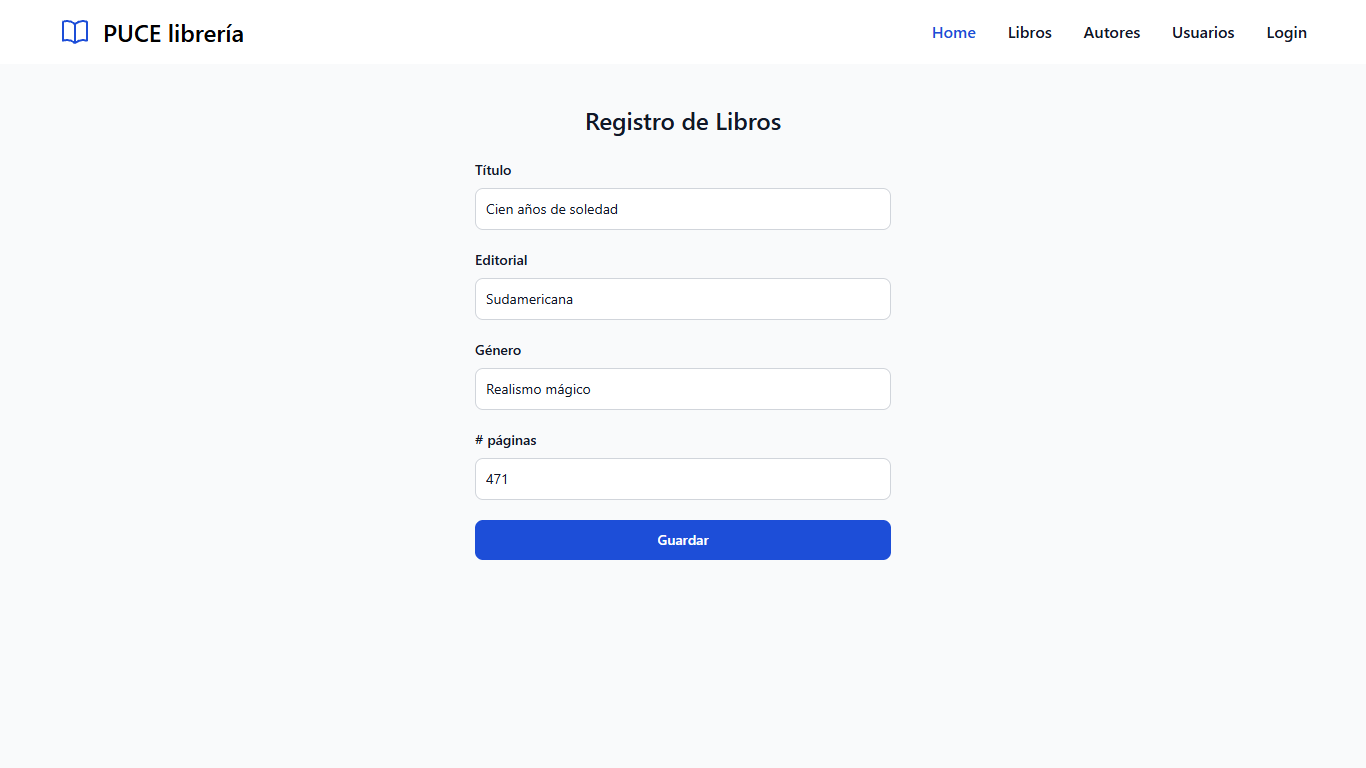 PUCE librería
Home Libros Autores Usuarios Login
Registro de Libros
Título
Cien años de soledad
Editorial
Sudamericana
Género
Realismo mágico
# páginas
471
Guardar